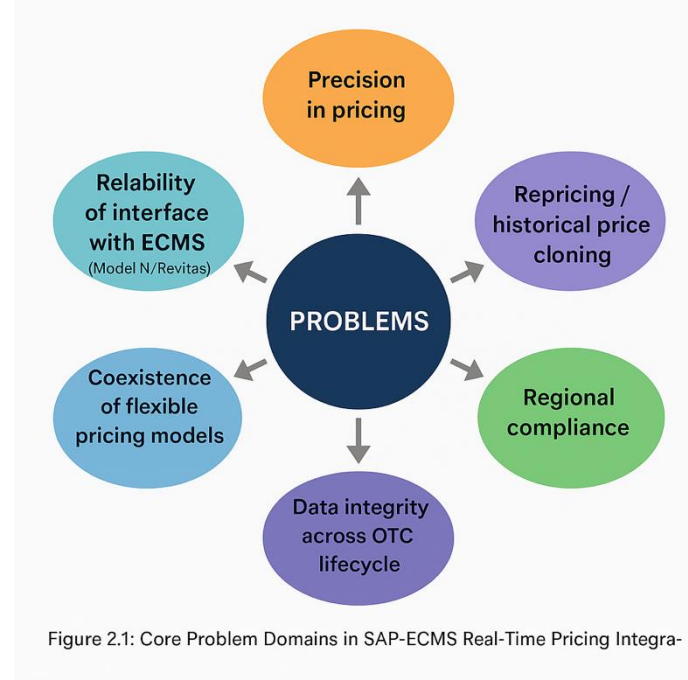 Precision
in pricing
Relability
of interface
with ECMS
(Model N/Revitas)
Repricing /
historical price
cloning
PROBLEMS
Coexistence
of flexible
pricing models
Regional
compliance
Data integrity
across OTC
lifecycle
Figure 2.1: Core Problem Domains in SAP-ECMS Real-Time Pricing Integra-